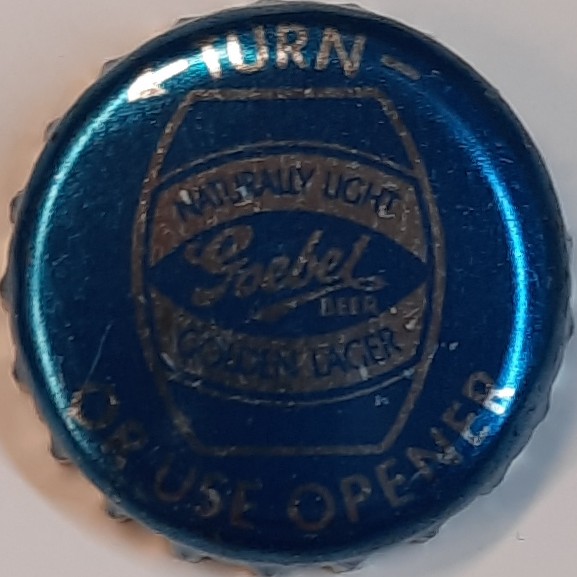 TURN
NATURALLY LIGHT
Goebel
BEER
GOLDEN LAGER
OR USE OPENER